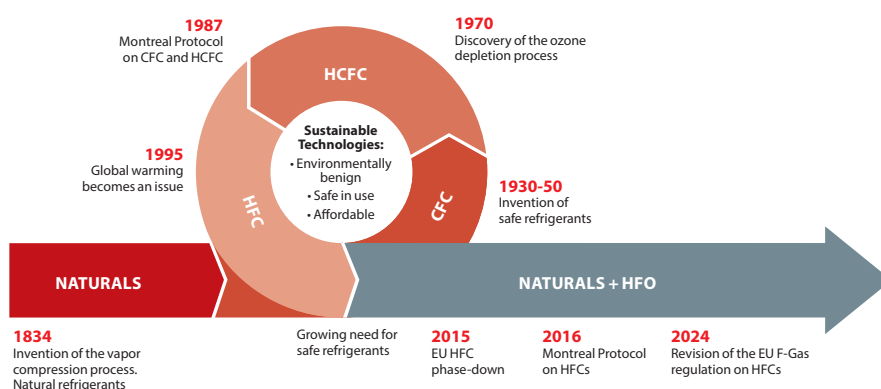 1987
Montreal Protocol
on CFC and HCFC
1970
Discovery of the ozone
depletion process
HCFC
Sustainable
Technologies:
• Environmentally
benign
• Safe in use
• Affordable
1995
Global warming
becomes an issue
HFC
CFC
1930-50
Invention of
safe refrigerants
NATURALS
NATURALS + HFO
1834
Invention of the vapor
compression process.
Natural refrigerants
Growing need for
safe refrigerants
2015
EU HFC
phase-down
2016
Montreal Protocol
on HFCs
2024
Revision of the EU F-Gas
regulation on HFCs